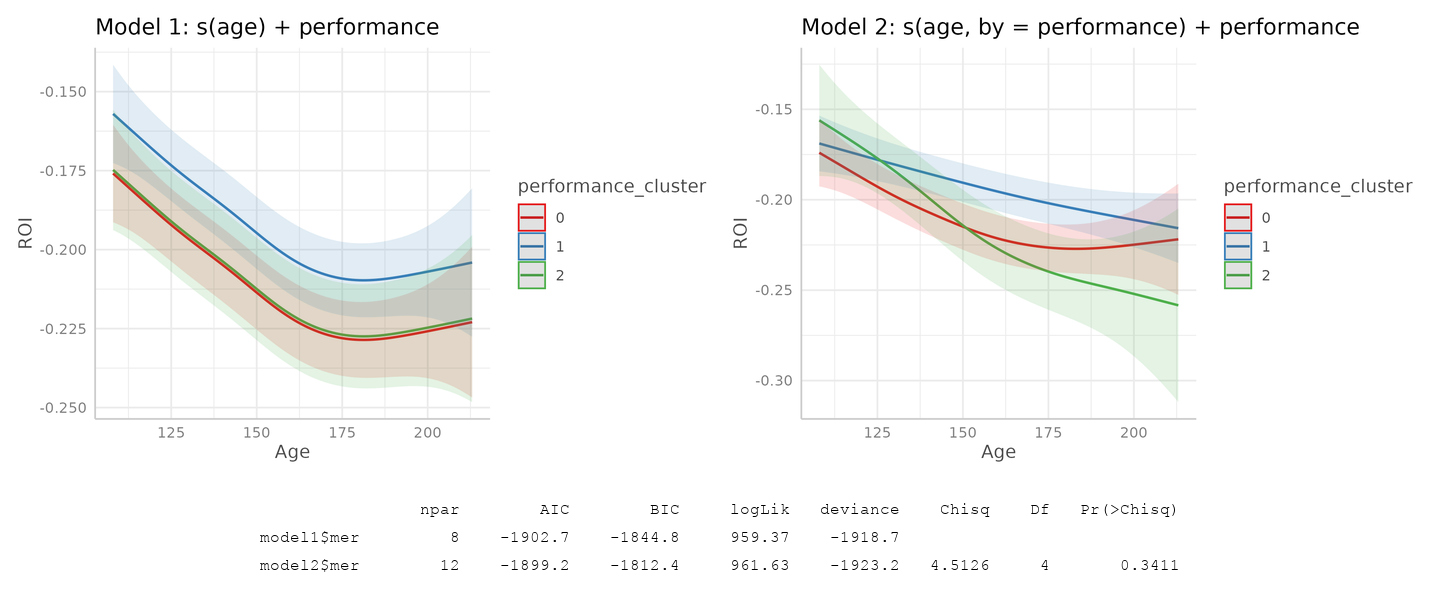 Model 1: s(age) + performance
-0.150
-0.175
-0.200
-0.225
-0.250
ROI
125 150 175 200
Age
performance_cluster
0
1
2
Model 2: s(age, by = performance) + performance
-0.15
-0.20
-0.25
-0.30
ROI
125 150 175 200
Age
performance_cluster
0
1
2
npar AIC BIC logLik deviance Chisq Df Pr(>Chisq)
model1$mer 8 -1902.7 -1844.8 959.37 -1918.7
model2$mer 12 -1899.2 -1812.4 961.63 -1923.2 4.5126 4 0.3411